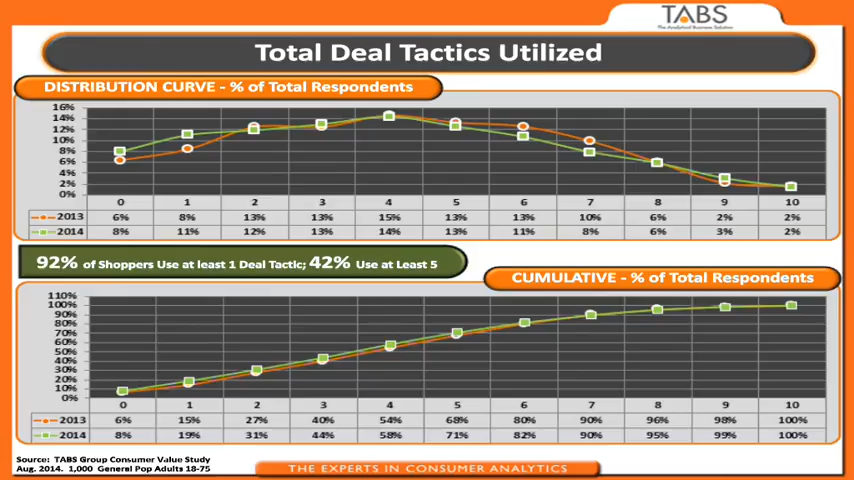 TABS
The Analytical Business Solution
Total Deal Tactics Utilized
DISTRIBUTION CURVE - % of Total Respondents
16%
14%
12%
10%
8%
6%
4%
2%
0%
0 1 2 3 4 5 6 7 8 9 10
2013 6% 8% 13% 13% 15% 13% 13% 10% 6% 2% 2%
2014 8% 11% 12% 13% 14% 13% 11% 8% 6% 3% 2%
92% of Shoppers Use at least 1 Deal Tactic; 42% Use at Least 5
CUMULATIVE - % of Total Respondents
110%
100%
90%
80%
70%
60%
50%
40%
30%
20%
10%
0%
0 1 2 3 4 5 6 7 8 9 10
2013 6% 15% 27% 40% 54% 68% 80% 90% 96% 98% 100%
2014 8% 19% 31% 44% 58% 71% 82% 90% 95% 99% 100%
Source: TABS Group Consumer Value Study
Aug. 2014. 1,000 General Pop Adults 18-75
THE EXPERTS IN CONSUMER ANALYTICS